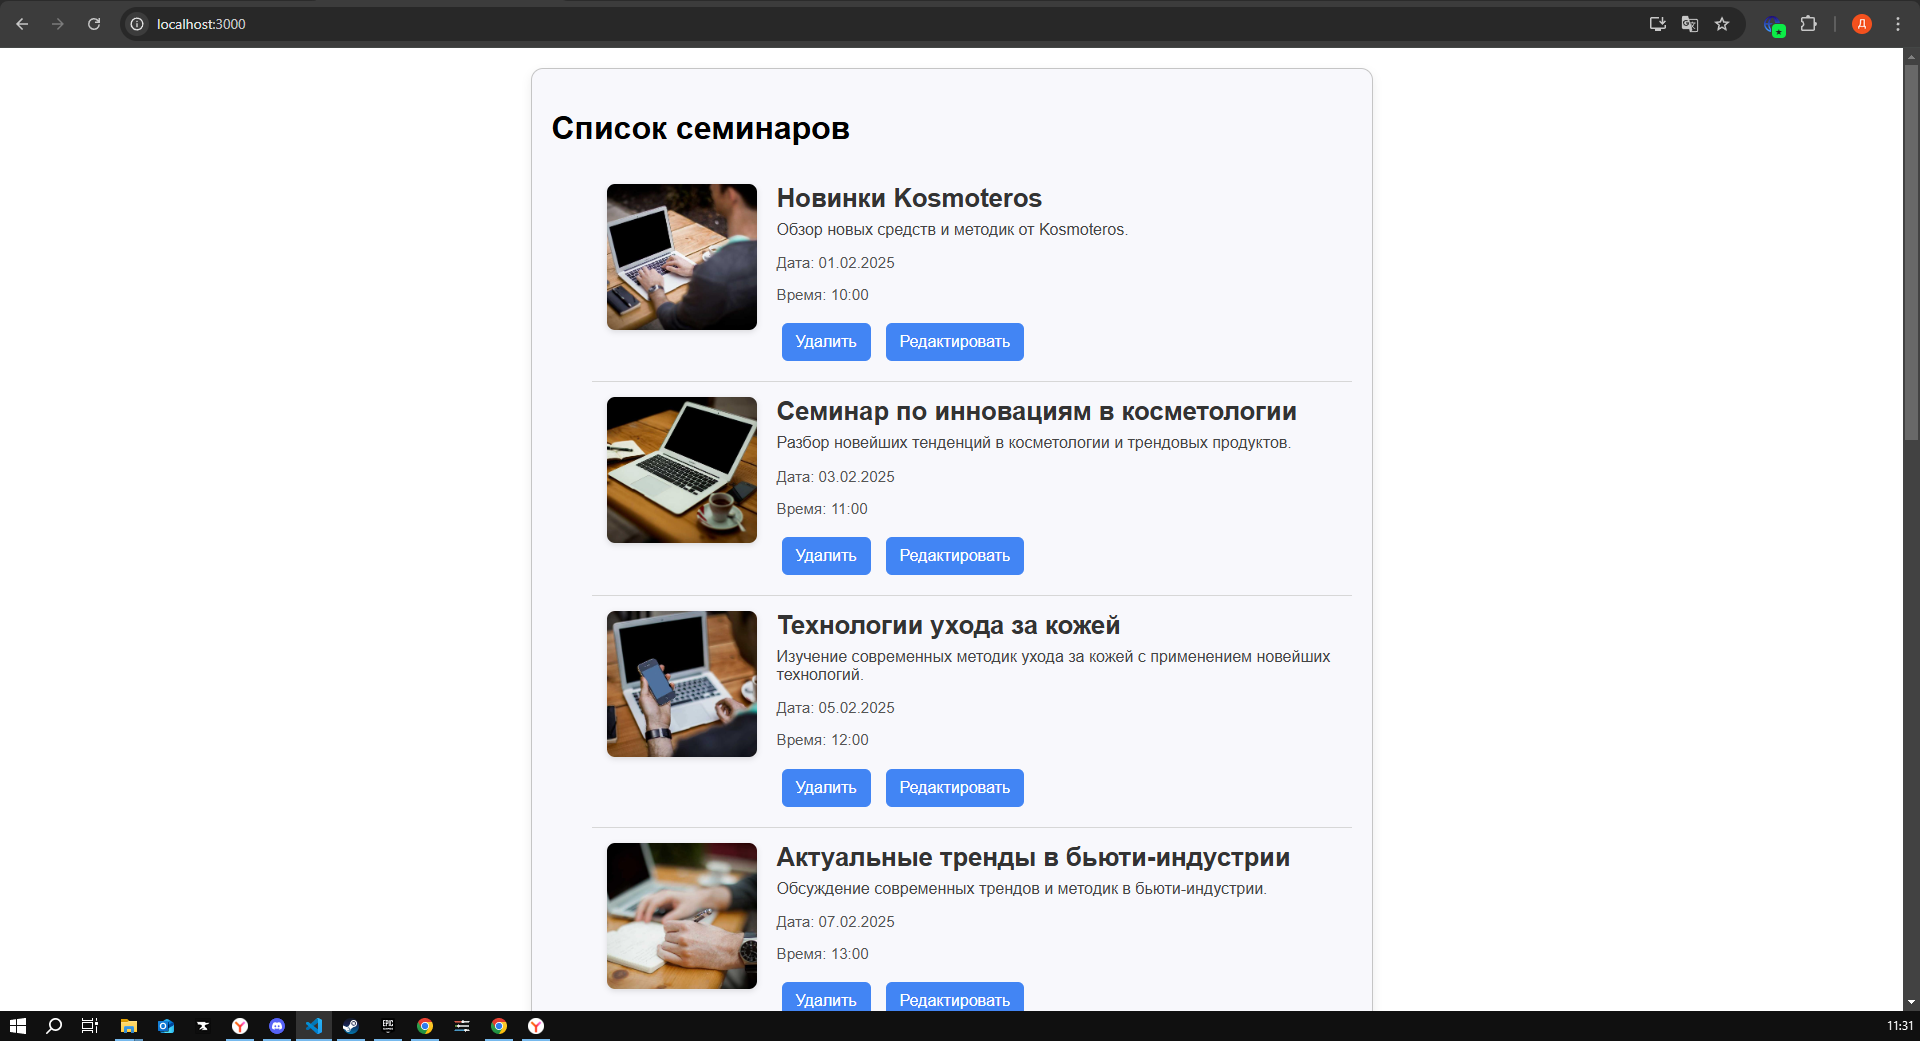 localhost:3000
Д
Список семинаров
Новинки Kosmoteros
Обзор новых средств и методик от Kosmoteros.
Дата: 01.02.2025
Время: 10:00
Удалить Редактировать
Семинар по инновациям в косметологии
Разбор новейших тенденций в косметологии и трендовых продуктов.
Дата: 03.02.2025
Время: 11:00
Удалить Редактировать
Технологии ухода за кожей
Изучение современных методик ухода за кожей с применением новейших
технологий.
Дата: 05.02.2025
Время: 12:00
Удалить Редактировать
Актуальные тренды в бьюти-индустрии
Обсуждение современных трендов и методик в бьюти-индустрии.
Дата: 07.02.2025
Время: 13:00
Удалить Редактировать
EPIC
11:31